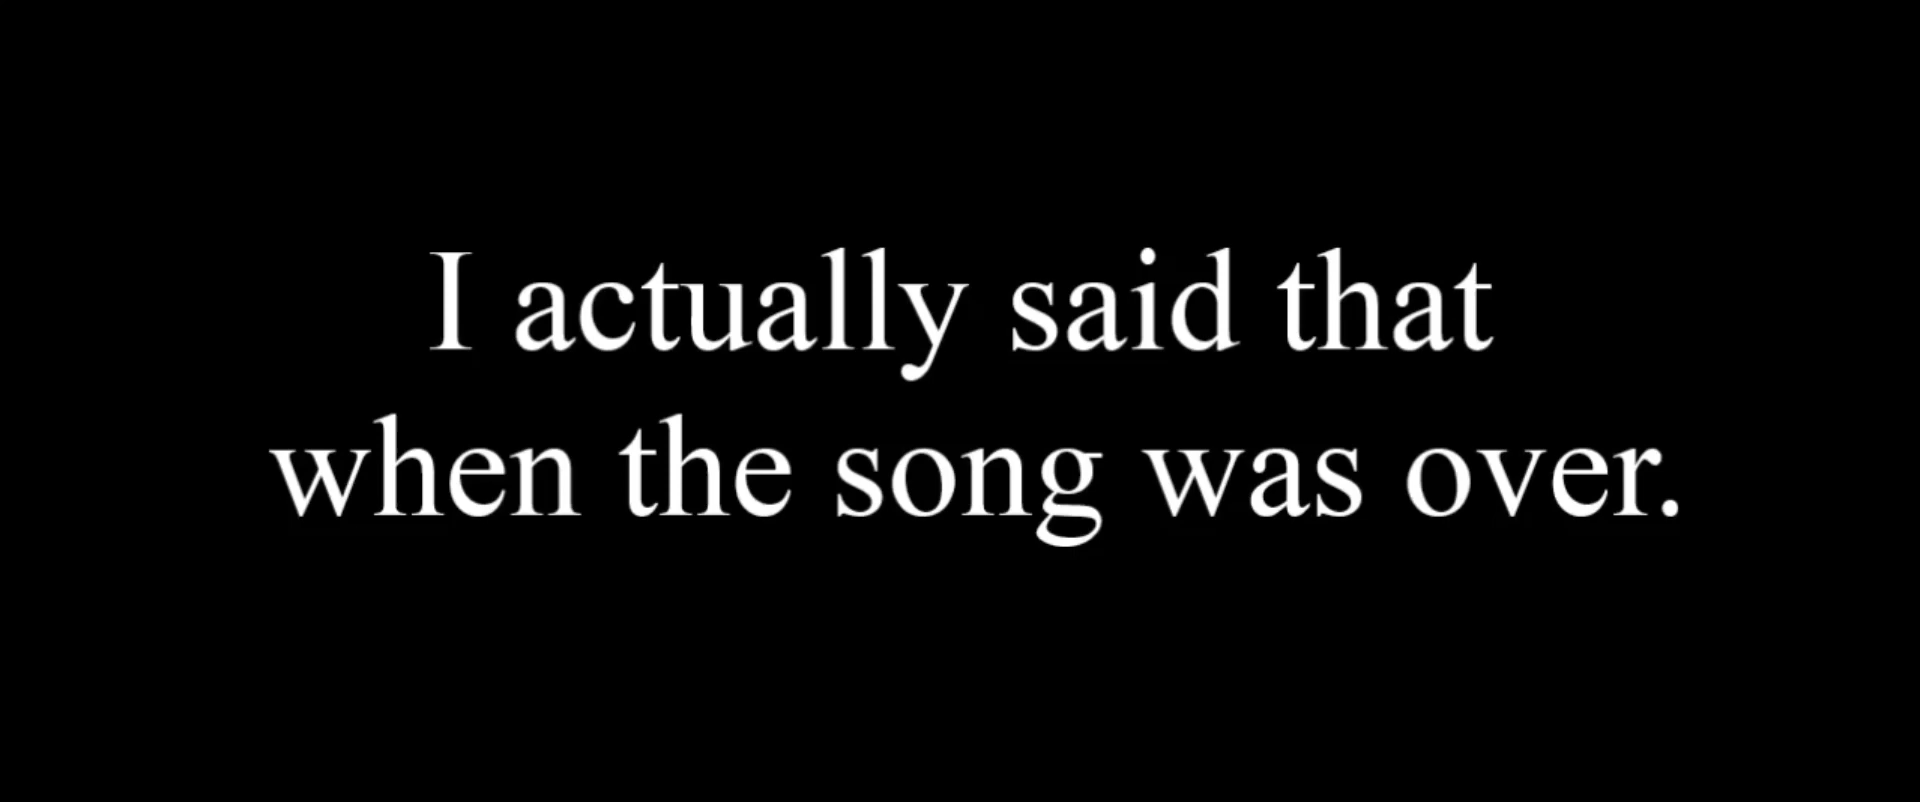 I actually said that
when the song was over.